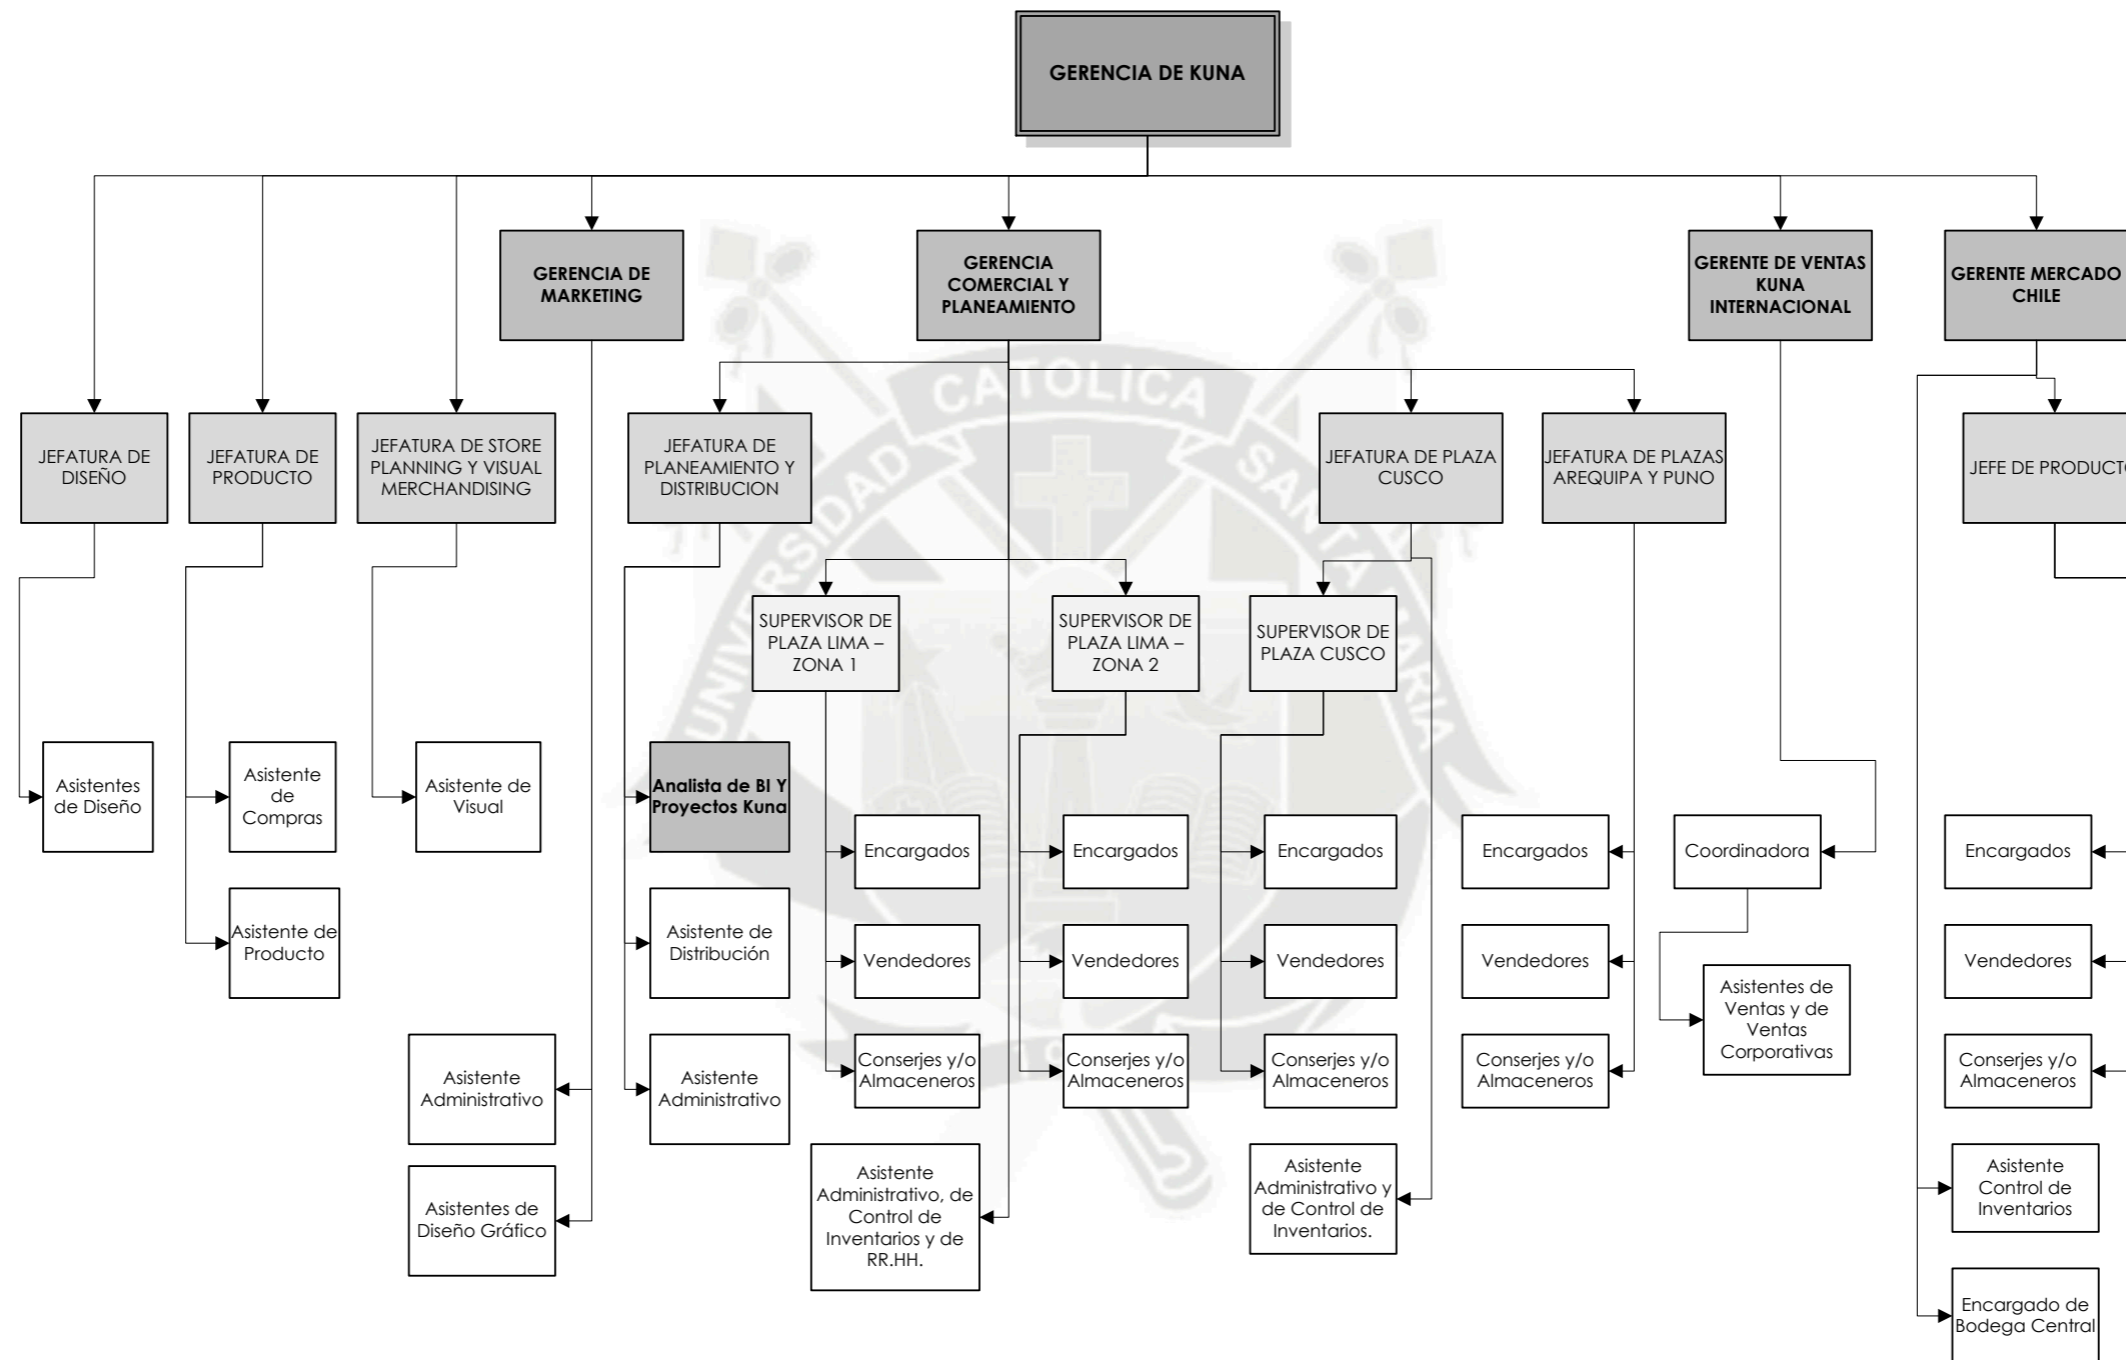 GERENCIA DE KUNA
GERENCIA DE
MARKETING
GERENCIA
COMERCIAL Y
PLANEAMIENTO
GERENTE DE VENTAS
KUNA
INTERNACIONAL
GERENTE MERCADO
CHILE
JEFATURA DE
DISEÑO
JEFATURA DE
PRODUCTO
JEFATURA DE STORE
PLANNING Y VISUAL
MERCHANDISING
JEFATURA DE
PLANEAMIENTO Y
DISTRIBUCION
JEFATURA DE PLAZA
CUSCO
JEFATURA DE PLAZAS
AREQUIPA Y PUNO
JEFE DE PRODUCTO
SUPERVISOR DE
PLAZA LIMA –
ZONA 1
SUPERVISOR DE
PLAZA LIMA –
ZONA 2
SUPERVISOR DE
PLAZA CUSCO
Asistentes
de Diseño
Asistente
de
Compras
Asistente de
Visual
Analista de BI Y
Proyectos Kuna
Encargados
Encargados
Encargados
Encargados
Coordinadora
Encargados
Asistente de
Producto
Asistente de
Distribución
Vendedores
Vendedores
Vendedores
Vendedores
Asistentes de
Ventas y de
Ventas
Corporativas
Vendedores
Asistente
Administrativo
Asistente
Administrativo
Conserjes y/o
Almaceneros
Conserjes y/o
Almaceneros
Conserjes y/o
Almaceneros
Conserjes y/o
Almaceneros
Conserjes y/o
Almaceneros
Asistentes de
Diseño Gráfico
Asistente
Administrativo, de
Control de
Inventarios y de
RR.HH.
Asistente
Administrativo y
de Control de
Inventarios.
Asistente
Control de
Inventarios
Encargado de
Bodega Central
UNIVERSIDAD CATOLICA SANTA MARIA